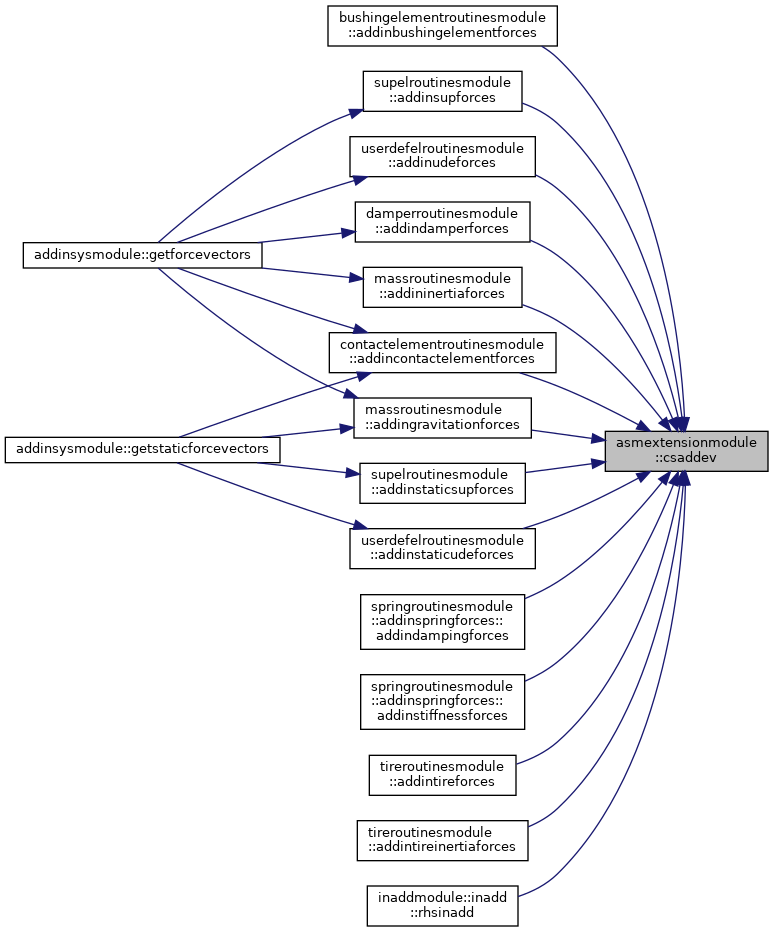 bushingelementroutinesmodule
::addinbushingelementforces
supelroutinesmodule
::addinsupforces
userdefelroutinesmodule
::addinudeforces
damperroutinesmodule
::addindamperforces
addinsysmodule::getforcevectors
massroutinesmodule
::addininertiaforces
contactelementroutinesmodule
::addincontactelementforces
massroutinesmodule
::addingravitationforces
addinsysmodule::getstaticforcevectors
asmextensionmodule
::csaddev
supelroutinesmodule
::addinstaticsupforces
userdefelroutinesmodule
::addinstaticudeforces
springroutinesmodule
::addinspringforces::
addindampingforces
springroutinesmodule
::addinspringforces::
addinstiffnessforces
tireroutinesmodule
::addintireforces
tireroutinesmodule
::addintireinertiaforces
inaddmodule::inadd
::rhsinadd